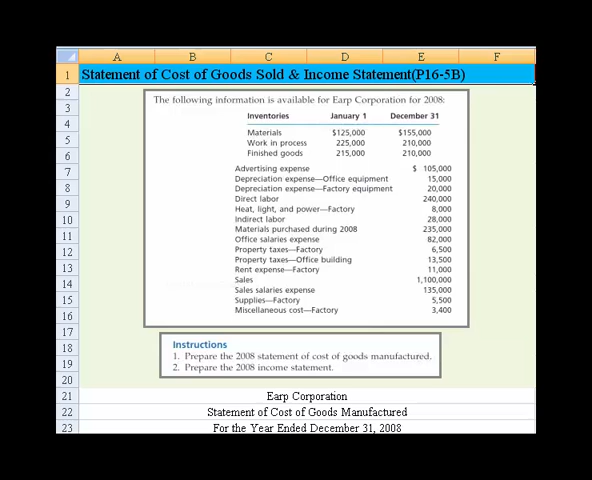 A B C D E F
1 Statement of Cost of Goods Sold & Income Statement(P16-5B)
2 The following information is available for Earp Corporation for 2008:
3
4 Inventories January 1 December 31
5 Materials $125,000 $155,000
Work in process 225,000 210,000
6 Finished goods 215,000 210,000
7 Advertising expense $ 105,000
Depreciation expense—Office equipment 15,000
8 Depreciation expense—Factory equipment 20,000
9 Direct labor 240,000
Heat, light, and power—Factory 8,000
10 Indirect labor 28,000
11 Materials purchased during 2008 235,000
Office salaries expense 82,000
12 Property taxes—Factory 6,500
Property taxes—Office building 13,500
13 Rent expense—Factory 11,000
14 Sales 1,100,000
Sales salaries expense 135,000
15 Supplies—Factory 5,500
16 Miscellaneous cost—Factory 3,400
17
18 Instructions
1. Prepare the 2008 statement of cost of goods manufactured.
19 2. Prepare the 2008 income statement.
20
21 Earp Corporation
22 Statement of Cost of Goods Manufactured
23 For the Year Ended December 31, 2008